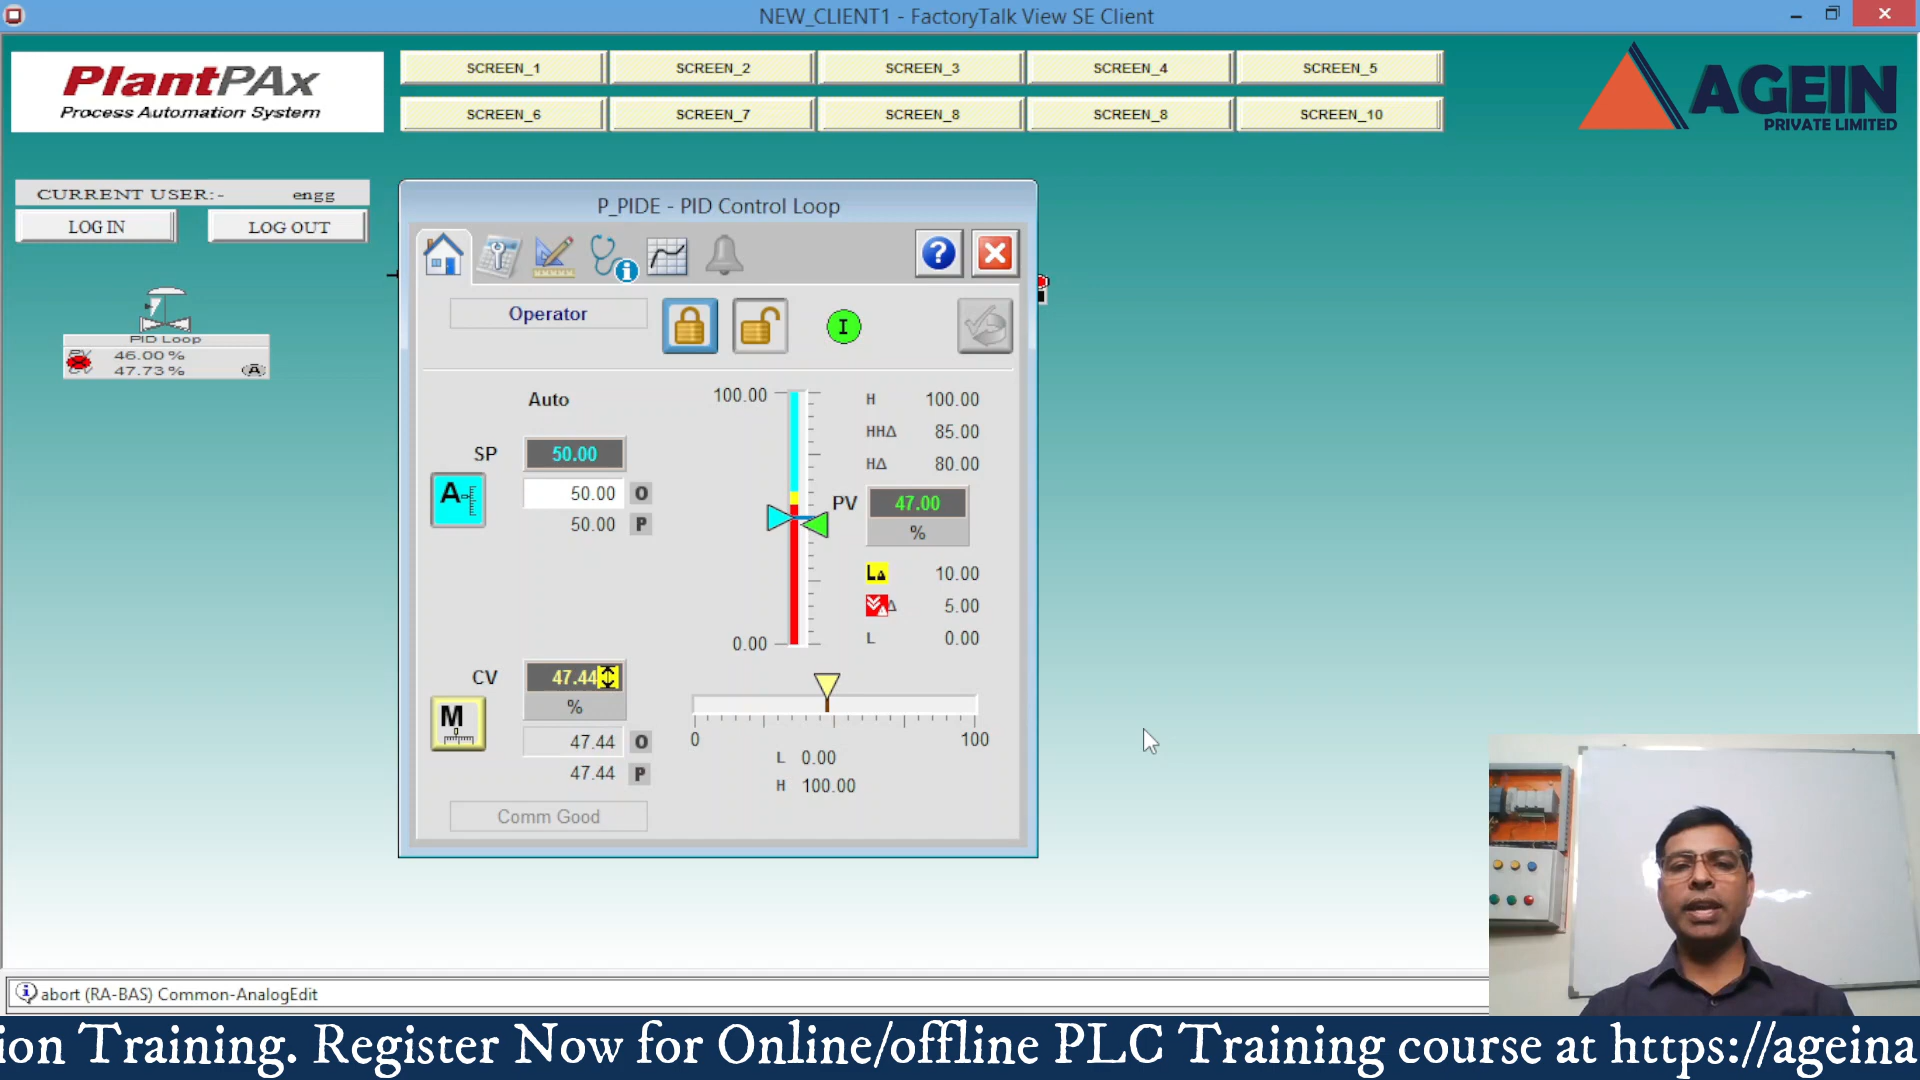 NEW_CLIENT1 - FactoryTalk View SE Client
PlantPAx
Process Automation System
SCREEN_1 SCREEN_2 SCREEN_3 SCREEN_4 SCREEN_5
SCREEN_6 SCREEN_7 SCREEN_8 SCREEN_8 SCREEN_10
AGEIN
PRIVATE LIMITED
CURRENT USER:- engg
LOG IN LOG OUT
PID Loop
PV 46.00 %
CV 47.73 % A
P_PIDE - PID Control Loop
? 
Operator
I
Auto
100.00
H 100.00
HHΔ 85.00
HΔ 80.00
SP 50.00
A
50.00 O
50.00 P
PV 47.00
%
LΔ 10.00
Δ 5.00
L 0.00
0.00
CV 47.44
%
M
47.44 O
47.44 P
0 100
L 0.00
H 100.00
Comm Good
abort (RA-BAS) Common-AnalogEdit
ion Training. Register Now for Online/offline PLC Training course at https://ageina